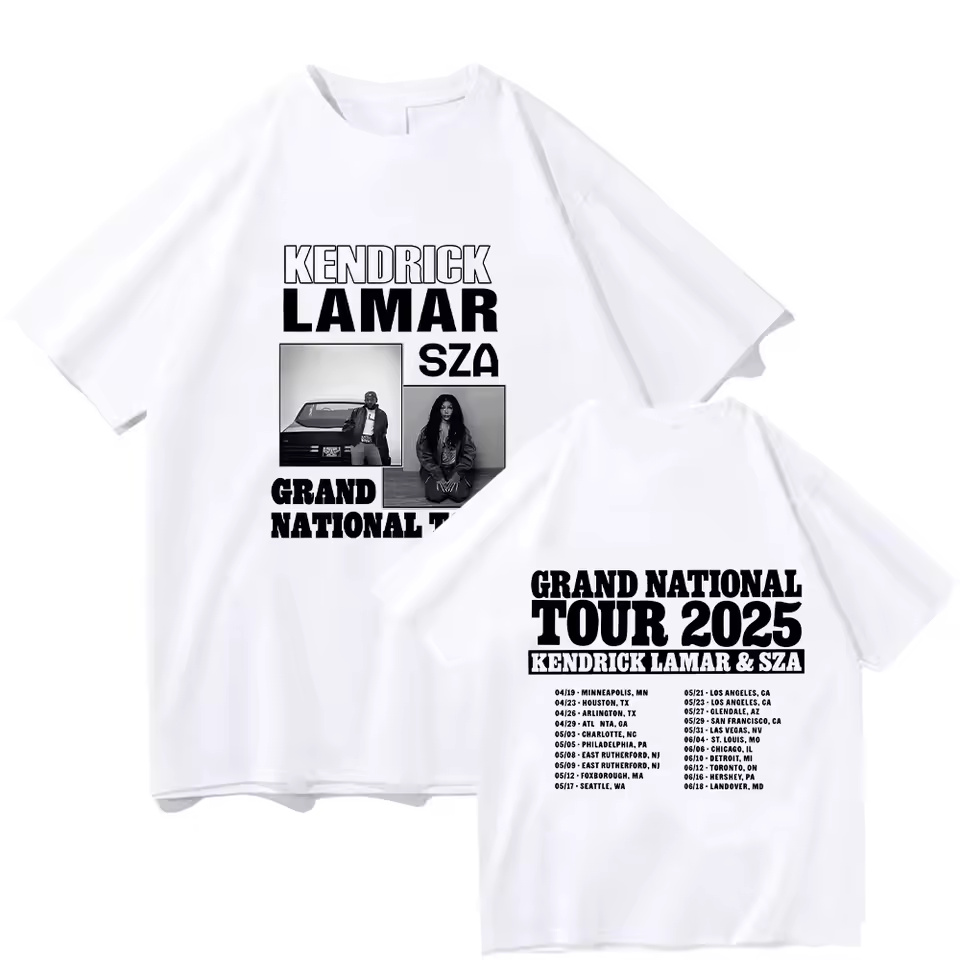 KENDRICK
LAMAR
SZA
GRAND
NATIONAL T
GRAND NATIONAL
TOUR 2025
KENDRICK LAMAR & SZA
04/19 · MINNEAPOLIS, MN
04/23 · HOUSTON, TX
04/26 · ARLINGTON, TX
04/29 · ATL NTA, GA
05/03 · CHARLOTTE, NC
05/05 · PHILADELPHIA, PA
05/08 · EAST RUTHERFORD, NJ
05/09 · EAST RUTHERFORD, NJ
05/12 · FOXBOROUGH, MA
05/17 · SEATTLE, WA
05/21 · LOS ANGELES, CA
05/23 · LOS ANGELES, CA
05/27 · GLENDALE, AZ
05/29 · SAN FRANCISCO, CA
05/31 · LAS VEGAS, NV
06/04 · ST. LOUIS, MO
06/06 · CHICAGO, IL
06/10 · DETROIT, MI
06/12 · TORONTO, ON
06/16 · HERSHEY, PA
06/18 · LANDOVER, MD